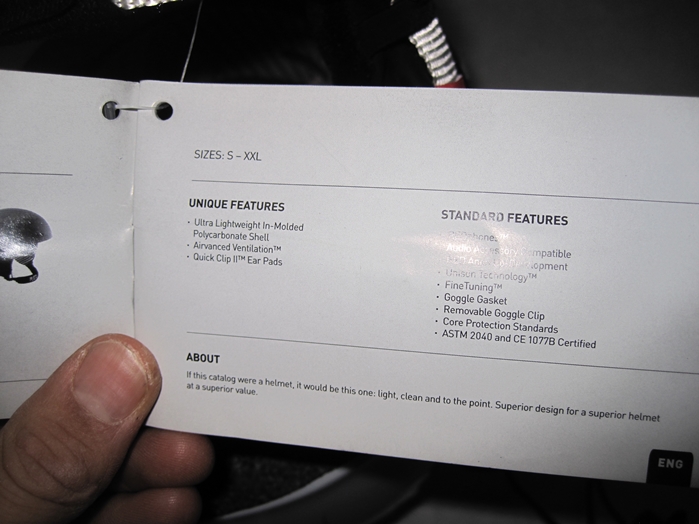 SIZES: S – XXL
UNIQUE FEATURES
• Ultra Lightweight In-Molded
Polycarbonate Shell
• Airvanced Ventilation™
• Quick Clip II™ Ear Pads
STANDARD FEATURES
Audio Accessory Compatible
• Unison Technology™
• FineTuning™
• Goggle Gasket
• Removable Goggle Clip
• Core Protection Standards
• ASTM 2040 and CE 1077B Certified
ABOUT
If this catalog were a helmet, it would be this one: light, clean and to the point. Superior design for a superior helmet
at a superior value.
ENG